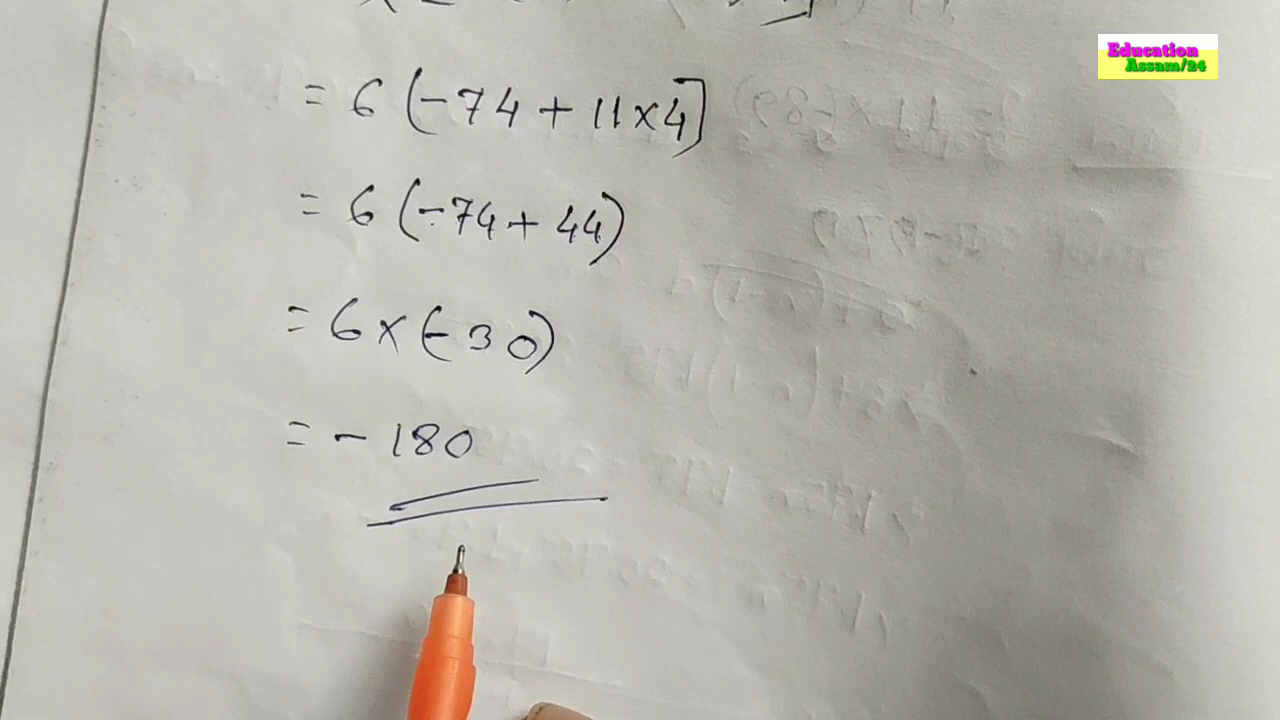 Education
Assam/24
= 6 (-74 + 11×4]
= 6 (-74 + 44)
= 6 × (-30)
= - 180